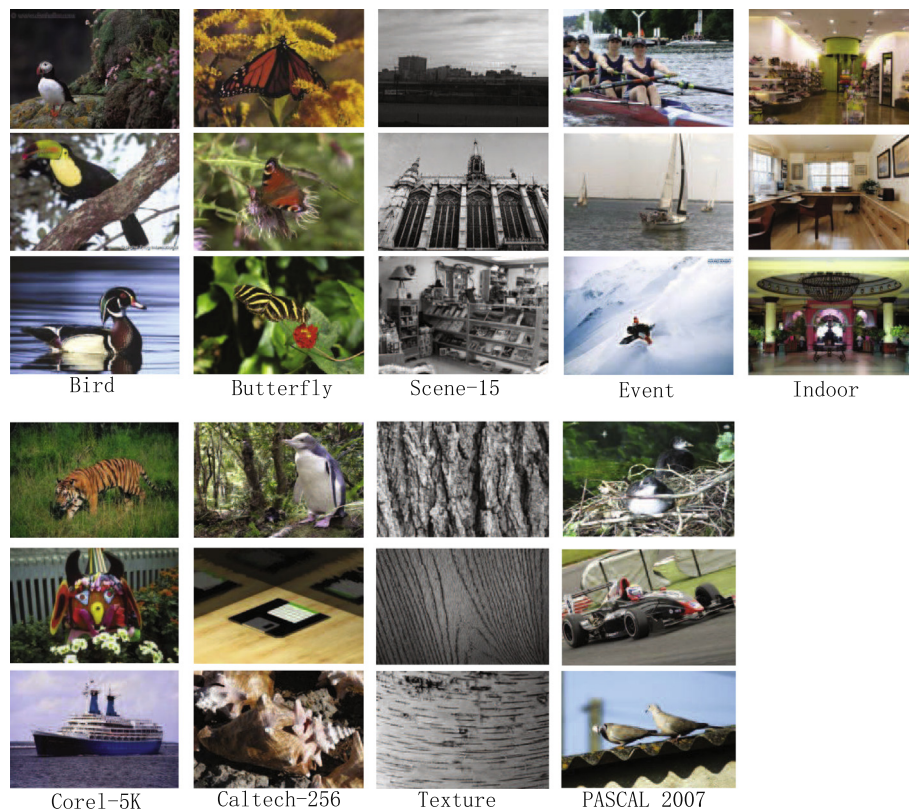 Bird
Butterfly
Scene-15
Event
Indoor
Corel-5K
Caltech-256
Texture
PASCAL 2007